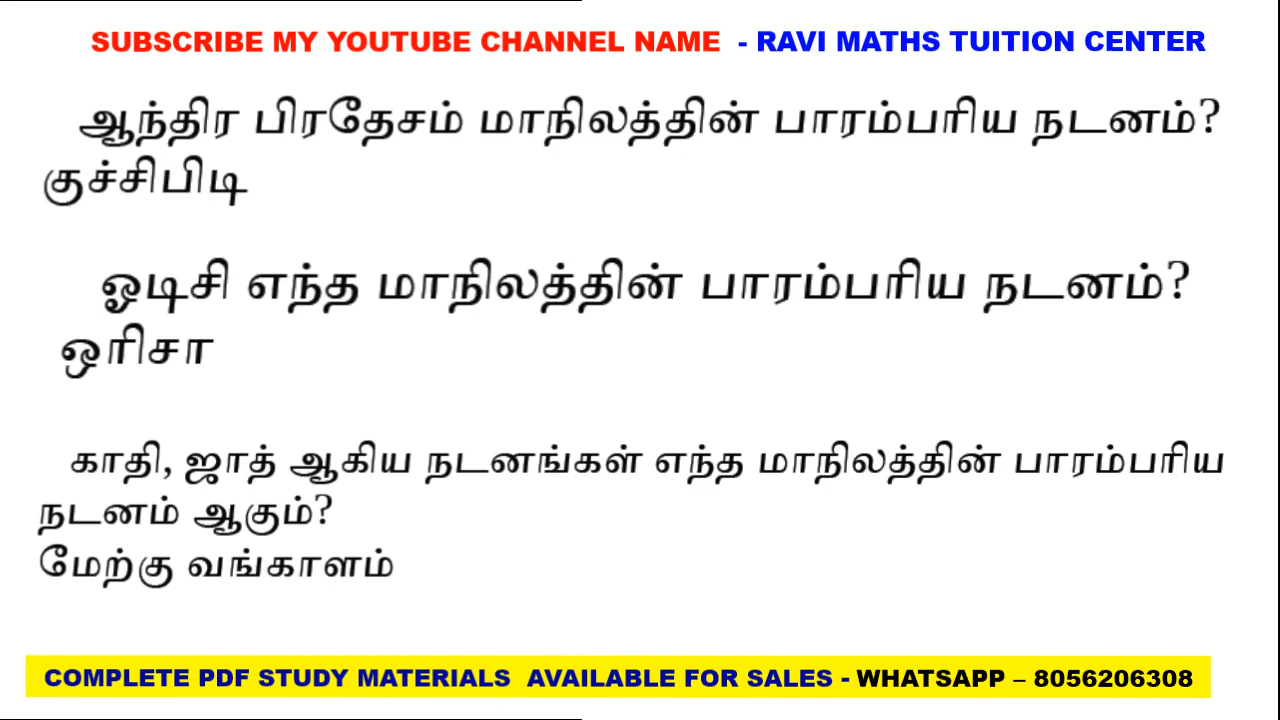 SUBSCRIBE MY YOUTUBE CHANNEL NAME - RAVI MATHS TUITION CENTER
ஆந்திர பிரதேசம் மாநிலத்தின் பாரம்பரிய நடனம்?
குச்சிபிடி
ஓடிசி எந்த மாநிலத்தின் பாரம்பரிய நடனம்?
ஒரிசா
காதி, ஜாத் ஆகிய நடனங்கள் எந்த மாநிலத்தின் பாரம்பரிய
நடனம் ஆகும்?
மேற்கு வங்காளம்
COMPLETE PDF STUDY MATERIALS AVAILABLE FOR SALES - WHATSAPP – 8056206308